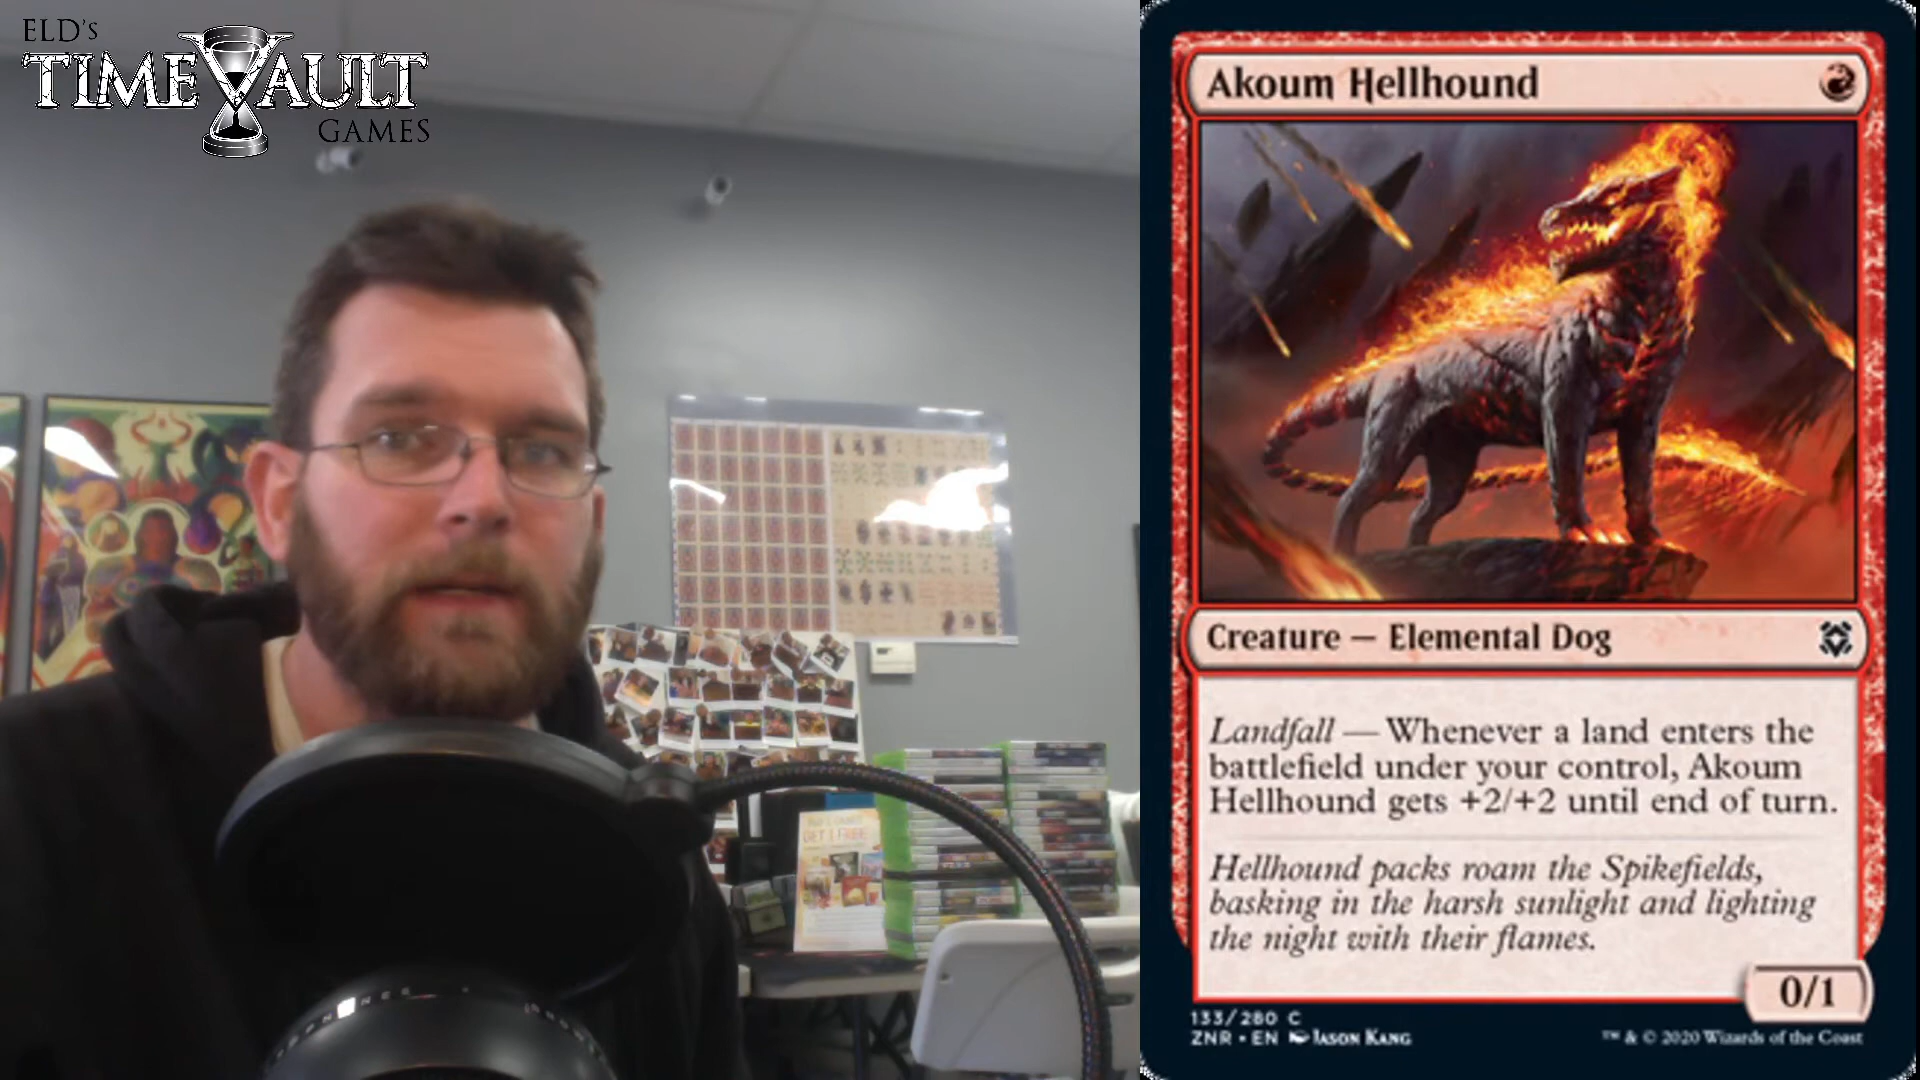 ELD'S
TIME VAULT
GAMES
GET 1 FREE
Akoum Hellhound
Creature — Elemental Dog
Landfall — Whenever a land enters the
battlefield under your control, Akoum
Hellhound gets +2/+2 until end of turn.
Hellhound packs roam the Spikefields,
basking in the harsh sunlight and lighting
the night with their flames.
0/1
133/280 C
ZNR • EN Jason Kang
™ & © 2020 Wizards of the Coast